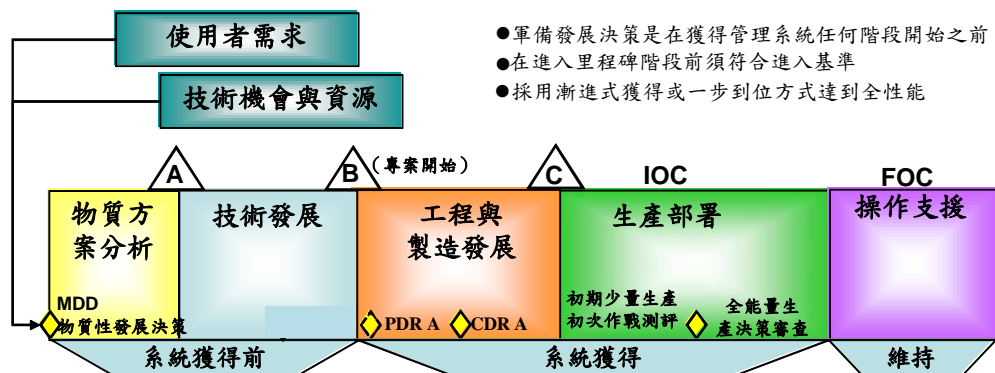 使用者需求
技術機會與資源
●軍備發展決策是在獲得管理系統任何階段開始之前
●在進入里程碑階段前須符合進入基準
●採用漸進式獲得或一步到位方式達到全性能
A
B
(專案開始)
C
IOC
FOC
物質方
案分析
技術發展
工程與
製造發展
生產部署
操作支援
MDD
物質性發展決策
PDR A
CDR A
初期少量生產
初次作戰測評
全能量生
產決策審查
系統獲得前
系統獲得
維持